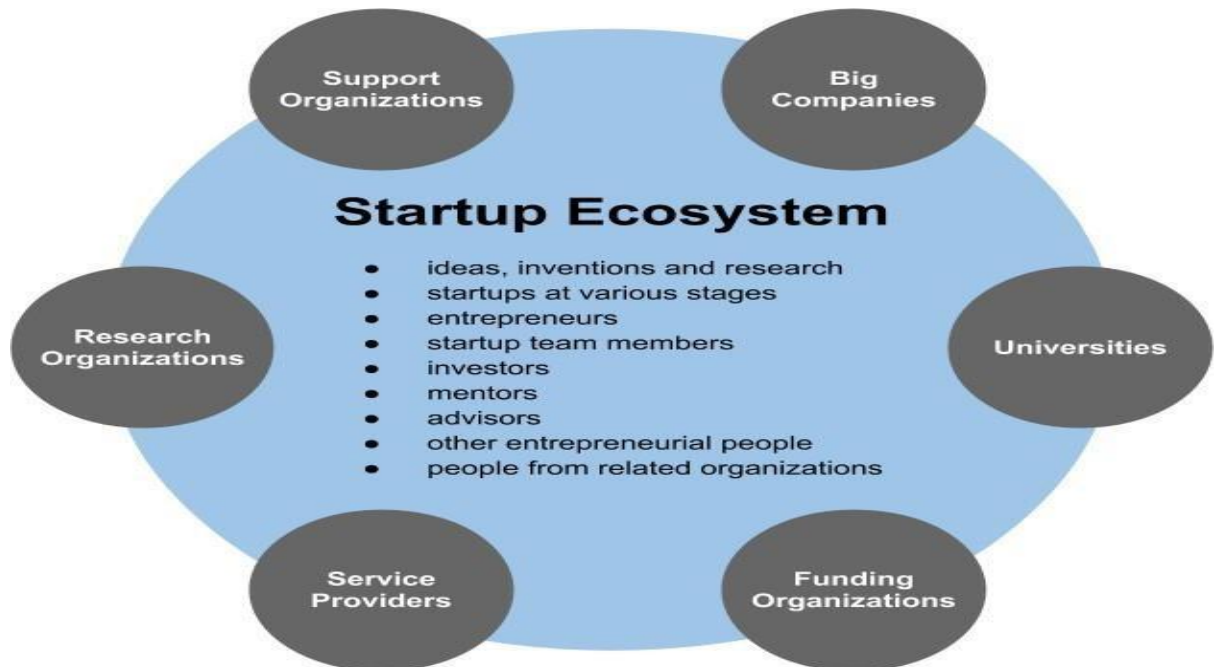 Support
Organizations
Big
Companies
Startup Ecosystem
● ideas, inventions and research
● startups at various stages
● entrepreneurs
● startup team members
● investors
● mentors
● advisors
● other entrepreneurial people
● people from related organizations
Research
Organizations
Universities
Service
Providers
Funding
Organizations